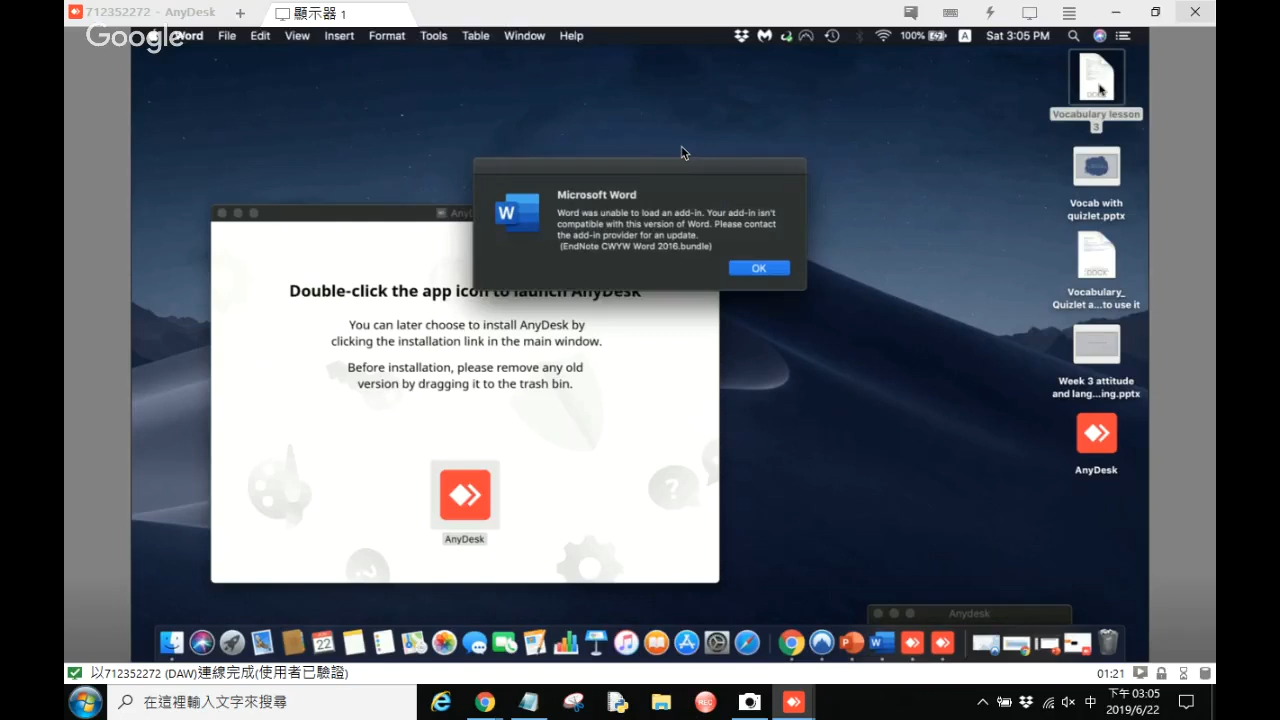 712352272 - AnyDesk
顯示器 1
Google
Word File Edit View Insert Format Tools Table Window Help
100% A Sat 3:05 PM
DOCX
Vocabulary lesson
3
Vocab with
quizlet.pptx
DOCX
Vocabulary_
Quizlet a...to use it
Week 3 attitude
and lang...ing.pptx
AnyDesk
Microsoft Word
Word was unable to load an add-in. Your add-in isn't
compatible with this version of Word. Please contact
the add-in provider for an update.
(EndNote CWYW Word 2016.bundle)
OK
Double-click the app icon to launch AnyDesk
You can later choose to install AnyDesk by
clicking the installation link in the main window.
Before installation, please remove any old
version by dragging it to the trash bin.
AnyDesk
Anydesk
22
以712352272 (DAW)連線完成(使用者已驗證)
01:21
在這裡輸入文字來搜尋
REC
中
下午 03:05
2019/6/22